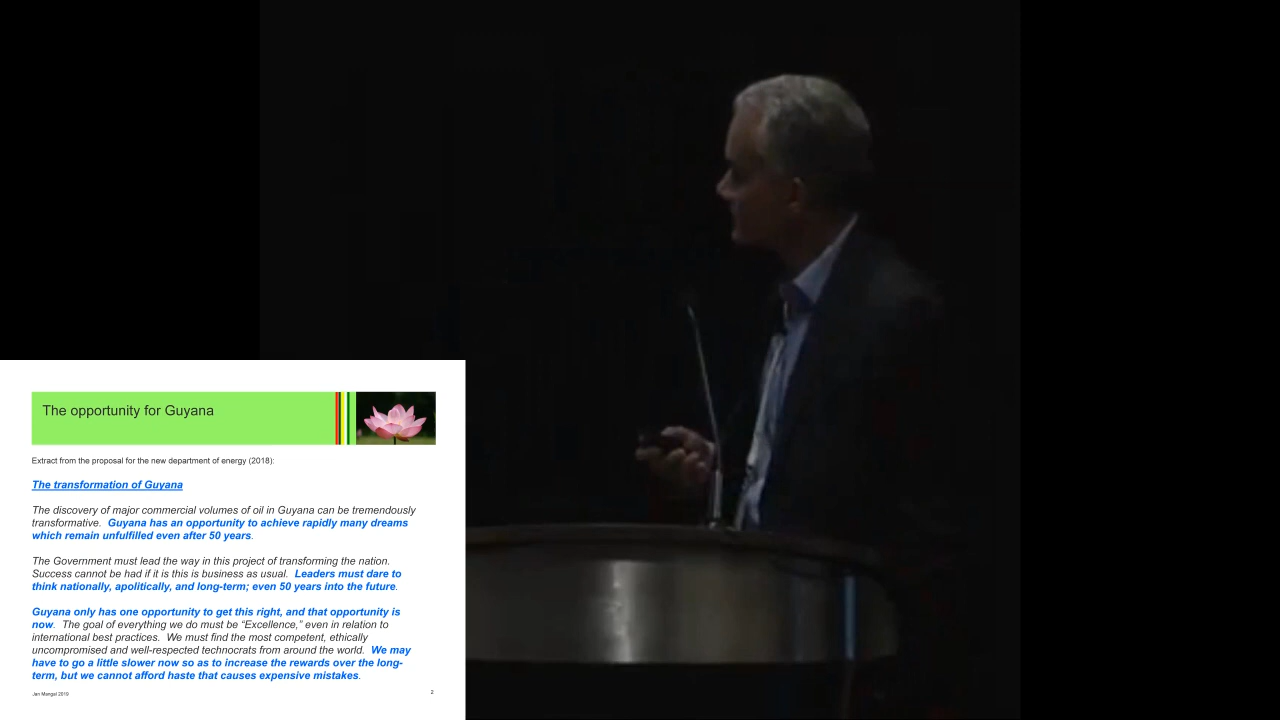 The opportunity for Guyana
Extract from the proposal for the new department of energy (2018):
The transformation of Guyana
The discovery of major commercial volumes of oil in Guyana can be tremendously
transformative.  Guyana has an opportunity to achieve rapidly many dreams
which remain unfulfilled even after 50 years.
The Government must lead the way in this project of transforming the nation.
Success cannot be had if it is this is business as usual.  Leaders must dare to
think nationally, apolitically, and long-term; even 50 years into the future.
Guyana only has one opportunity to get this right, and that opportunity is
now.  The goal of everything we do must be “Excellence,” even in relation to
international best practices.  We must find the most competent, ethically
uncompromised and well-respected technocrats from around the world.  We may
have to go a little slower now so as to increase the rewards over the long-
term, but we cannot afford haste that causes expensive mistakes.
Jan Mangal 2019
2